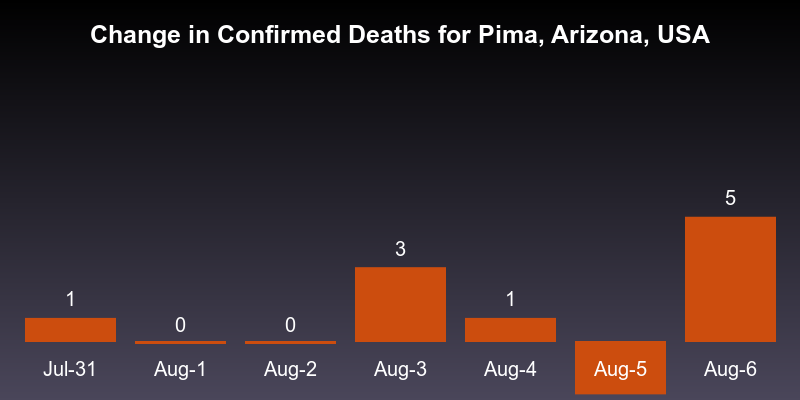 Change in Confirmed Deaths for Pima, Arizona, USA
1 0 0 3 1 5
Jul-31 Aug-1 Aug-2 Aug-3 Aug-4 Aug-5 Aug-6